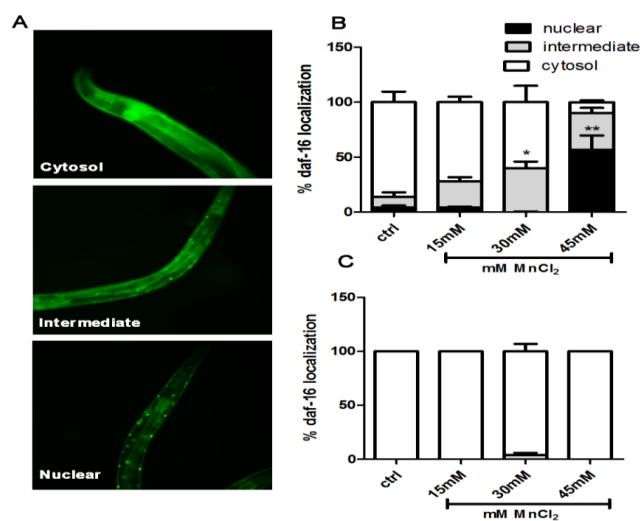 A
Cytosol
Intermediate
Nuclear
B
nuclear
intermediate
cytosol
% daf-16 localization
150
100
50
0
*
**
ctrl
15mM
30mM
45mM
mM MnCl₂
C
% daf-16 localization
150
100
50
0
ctrl
15mM
30mM
45mM
mM MnCl₂